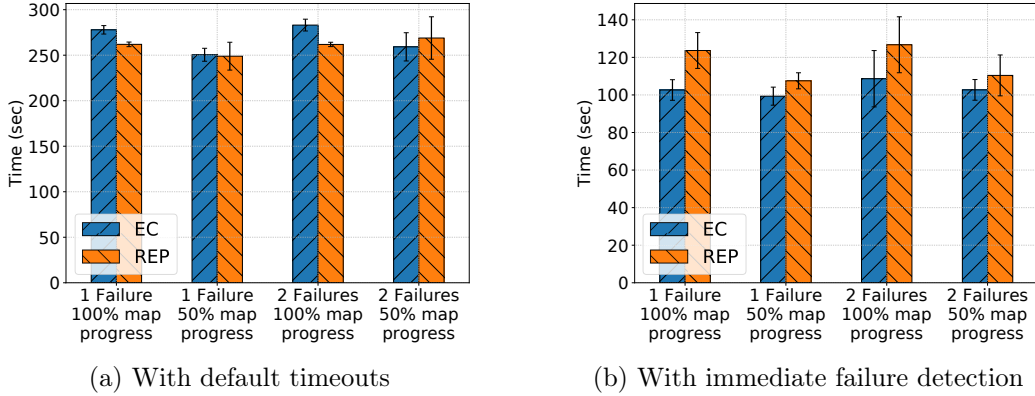 300
250
200
150
100
50
0
Time (sec)
EC
REP
1 Failure
100% map
progress
1 Failure
50% map
progress
2 Failures
100% map
progress
2 Failures
50% map
progress
(a) With default timeouts
140
120
100
80
60
40
20
0
Time (sec)
EC
REP
1 Failure
100% map
progress
1 Failure
50% map
progress
2 Failures
100% map
progress
2 Failures
50% map
progress
(b) With immediate failure detection